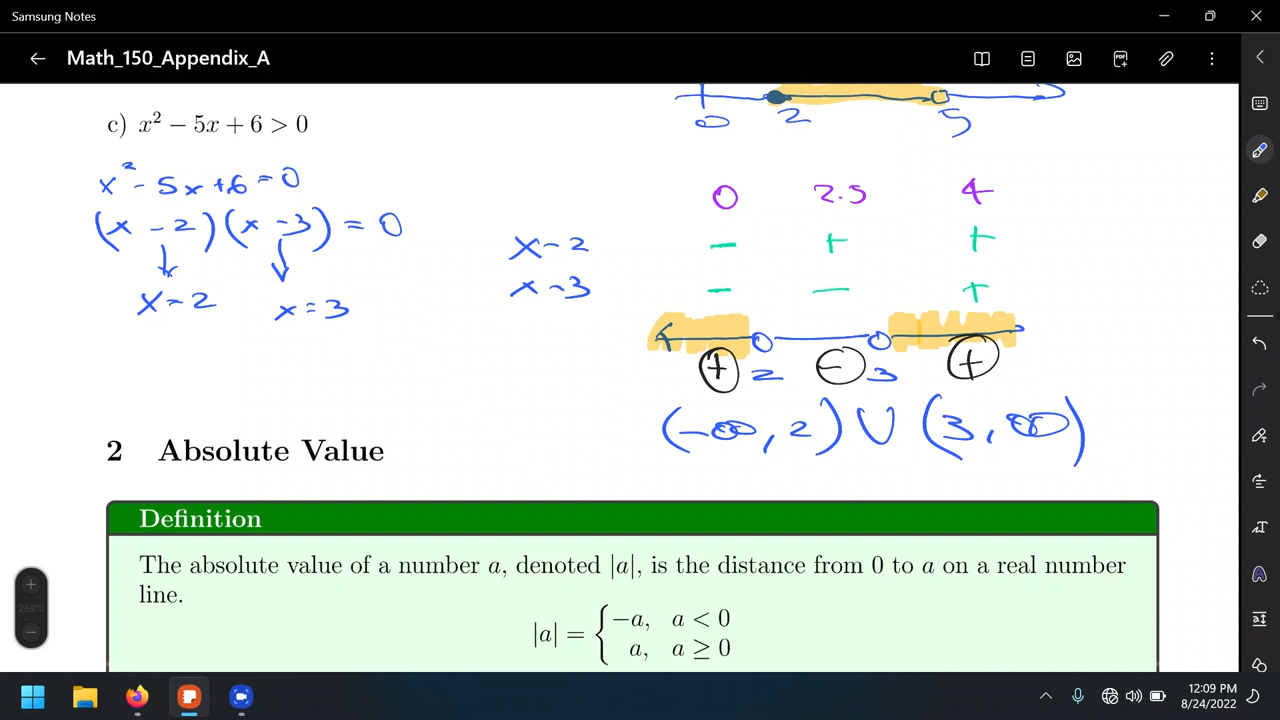 Samsung Notes
Math_150_Appendix_A
0 2 5
c) x² − 5x + 6 > 0
x² - 5x + 6 = 0
(x - 2)(x - 3) = 0
x = 2 x = 3
0 2.5 4
x - 2 - + +
x - 3 - - +
+ 2 - 3 +
(-∞, 2) ∪ (3, ∞)
2 Absolute Value
Definition
The absolute value of a number a, denoted |a|, is the distance from 0 to a on a real number
line.
|a| = { −a, a < 0
a, a ≥ 0
269%
12:09 PM
8/24/2022